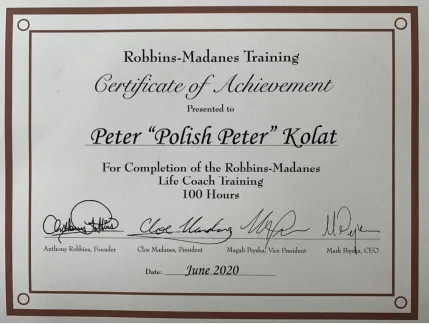 Robbins-Madanes Training
Certificate of Achievement
Presented to
Peter "Polish Peter" Kolat
For Completion of the Robbins-Madanes
Life Coach Training
100 Hours
Anthony Robbins, Founder Cloe Madanes, President Magali Peysha, Vice President Mark Peysha, CEO
Date: June 2020